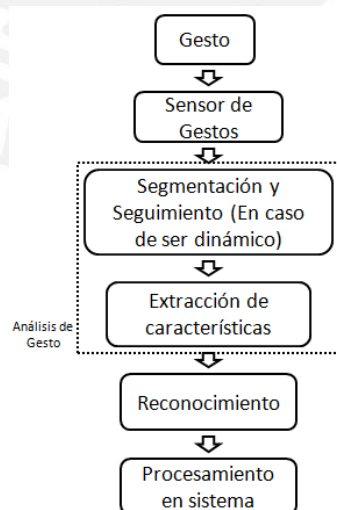 Gesto
Sensor de
Gestos
Segmentación y
Seguimiento (En caso
de ser dinámico)
Extracción de
características
Análisis de
Gesto
Reconocimiento
Procesamiento
en sistema